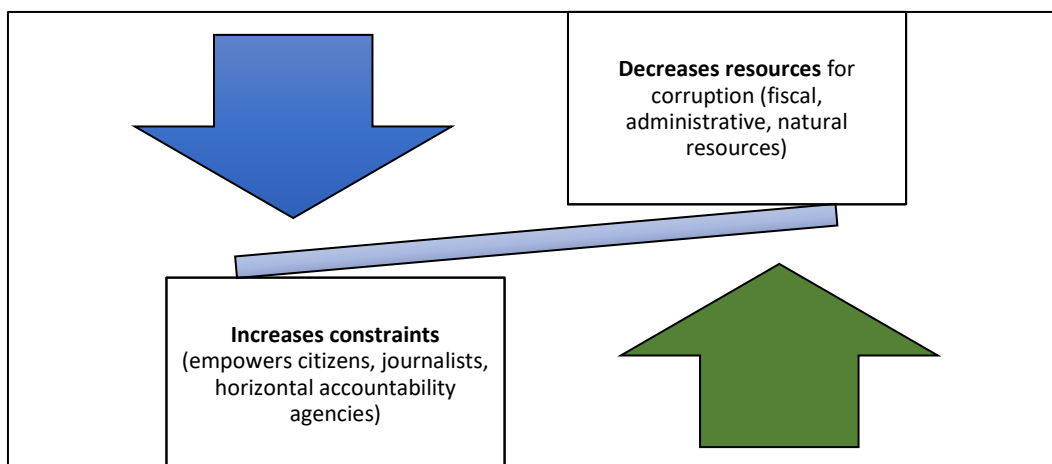 Decreases resources for
corruption (fiscal,
administrative, natural
resources)
Increases constraints
(empowers citizens, journalists,
horizontal accountability
agencies)